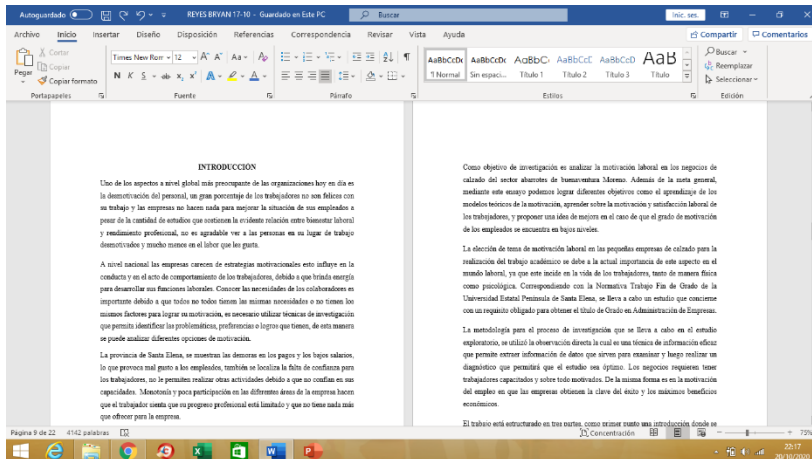 Autoguardado
REYES BRYAN 17-10 - Guardado en Este PC
Buscar
Inic. ses.
Archivo Inicio Insertar Diseño Disposición Referencias Correspondencia Revisar Vista Ayuda
Compartir Comentarios
Pegar
Cortar
Copiar
Copiar formato
Portapapeles
Times New Rom 12
N K S ab x₂ x²
Fuente
Párrafo
AaBbCcDc AaBbCcDc AaBbC AaBbCcE AaBbCcD AaB
¶ Normal Sin espaci... Título 1 Título 2 Título 3 Título
Estilos
Buscar
Reemplazar
Seleccionar
Edición
INTRODUCCIÓN
Uno de los aspectos a nivel global más preocupante de las organizaciones hoy en día es
la desmotivación del personal, un gran porcentaje de los trabajadores no son felices con
su trabajo y las empresas no hacen nada para mejorar la situación de sus empleados a
pesar de la cantidad de estudios que sostienen la evidente relación entre bienestar laboral
y rendimiento profesional, no es agradable ver a las personas en su lugar de trabajo
desmotivados y mucho menos en el labor que les gusta.
A nivel nacional las empresas carecen de estrategias motivacionales esto influye en la
conducta y en el acto de comportamiento de los trabajadores, debido a que brinda energía
para desarrollar sus funciones laborales. Conocer las necesidades de los colaboradores es
importante debido a que todos no todos tienen las mismas necesidades o no tienen los
mismos factores para lograr su motivación, es necesario utilizar técnicas de investigación
que permita identificar las problemáticas, preferencias o logros que tienen, de esta manera
se puede analizar diferentes opciones de motivación.
La provincia de Santa Elena, se muestran las demoras en los pagos y los bajos salarios,
lo que provoca mal gusto a los empleados, también se localiza la falta de confianza para
los trabajadores, no le permiten realizar otras actividades debido a que no confían en sus
capacidades. Monotonía y poca participación en las diferentes áreas de la empresa hacen
que el trabajador sienta que su progreso profesional está limitado y que no tiene nada más
que ofrecer para la empresa.
Como objetivo de investigación es analizar la motivación laboral en los negocios de
calzado del sector abarrotes de buenaventura Moreno. Además de la meta general,
mediante este ensayo podemos lograr diferentes objetivos como el aprendizaje de los
modelos teóricos de la motivación, aprender sobre la motivación y satisfacción laboral de
los trabajadores, y proponer una idea de mejora en el caso de que el grado de motivación
de los empleados se encuentra en bajos niveles.
La elección de tema de motivación laboral en las pequeñas empresas de calzado para la
realización del trabajo académico se debe a la actual importancia de este aspecto en el
mundo laboral, ya que este incide en la vida de los trabajadores, tanto de manera física
como psicológica. Correspondiendo con la Normativa Trabajo Fin de Grado de la
Universidad Estatal Península de Santa Elena, se lleva a cabo un estudio que concierne
con un requisito obligado para obtener el título de Grado en Administración de Empresas.
La metodología para el proceso de investigación que se lleva a cabo en el estudio
exploratorio, se utilizó la observación directa la cual es una técnica de información eficaz
que permite extraer información de datos que sirven para examinar y luego realizar un
diagnóstico que permitirá que el estudio sea óptimo. Los negocios requieren tener
trabajadores capacitados y sobre todo motivados. De la misma forma es en la motivación
del empleo en que las empresas obtienen la clave del éxito y los máximos beneficios
económicos.
El trabajo está estructurado en tres partes, como primer punto una introducción donde se
Página 9 de 22 4142 palabras
Concentración
75%
22:17
20/10/2020